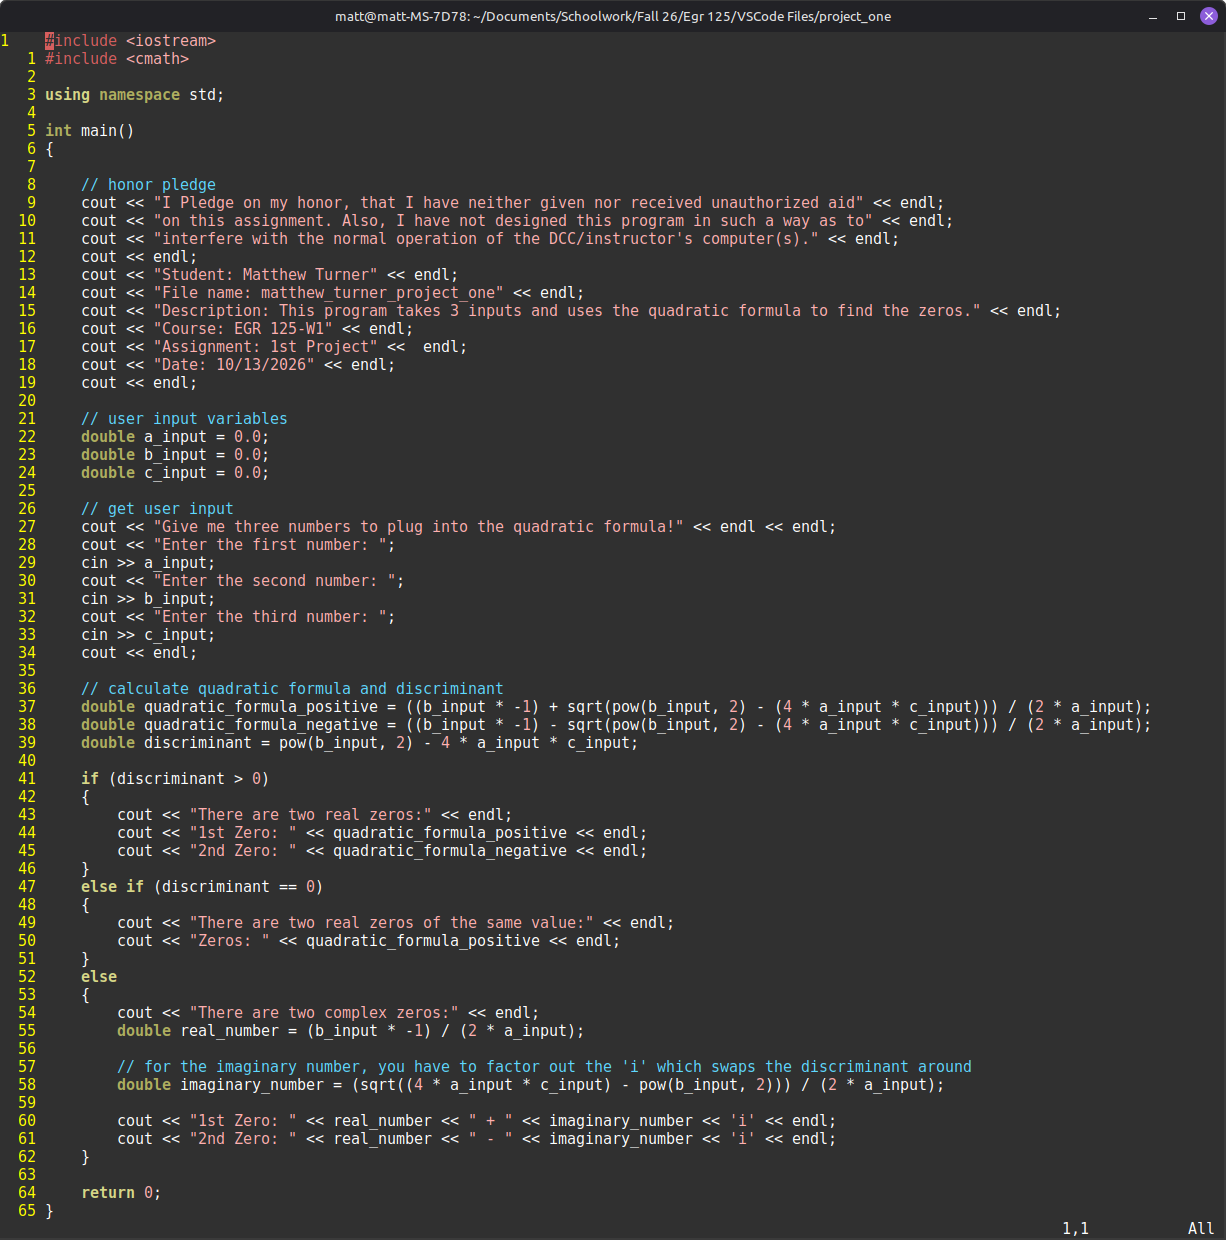 matt@matt-MS-7D78: ~/Documents/Schoolwork/Fall 26/Egr 125/VSCode Files/project_one
1    #include <iostream>
   1 #include <cmath>
   2
   3 using namespace std;
   4
   5 int main()
   6 {
   7
   8     // honor pledge
   9     cout << "I Pledge on my honor, that I have neither given nor received unauthorized aid" << endl;
  10     cout << "on this assignment. Also, I have not designed this program in such a way as to" << endl;
  11     cout << "interfere with the normal operation of the DCC/instructor's computer(s)." << endl;
  12     cout << endl;
  13     cout << "Student: Matthew Turner" << endl;
  14     cout << "File name: matthew_turner_project_one" << endl;
  15     cout << "Description: This program takes 3 inputs and uses the quadratic formula to find the zeros." << endl;
  16     cout << "Course: EGR 125-W1" << endl;
  17     cout << "Assignment: 1st Project" <<  endl;
  18     cout << "Date: 10/13/2026" << endl;
  19     cout << endl;
  20
  21     // user input variables
  22     double a_input = 0.0;
  23     double b_input = 0.0;
  24     double c_input = 0.0;
  25
  26     // get user input
  27     cout << "Give me three numbers to plug into the quadratic formula!" << endl << endl;
  28     cout << "Enter the first number: ";
  29     cin >> a_input;
  30     cout << "Enter the second number: ";
  31     cin >> b_input;
  32     cout << "Enter the third number: ";
  33     cin >> c_input;
  34     cout << endl;
  35
  36     // calculate quadratic formula and discriminant
  37     double quadratic_formula_positive = ((b_input * -1) + sqrt(pow(b_input, 2) - (4 * a_input * c_input))) / (2 * a_input);
  38     double quadratic_formula_negative = ((b_input * -1) - sqrt(pow(b_input, 2) - (4 * a_input * c_input))) / (2 * a_input);
  39     double discriminant = pow(b_input, 2) - 4 * a_input * c_input;
  40
  41     if (discriminant > 0)
  42     {
  43         cout << "There are two real zeros:" << endl;
  44         cout << "1st Zero: " << quadratic_formula_positive << endl;
  45         cout << "2nd Zero: " << quadratic_formula_negative << endl;
  46     }
  47     else if (discriminant == 0)
  48     {
  49         cout << "There are two real zeros of the same value:" << endl;
  50         cout << "Zeros: " << quadratic_formula_positive << endl;
  51     }
  52     else
  53     {
  54         cout << "There are two complex zeros:" << endl;
  55         double real_number = (b_input * -1) / (2 * a_input);
  56
  57         // for the imaginary number, you have to factor out the 'i' which swaps the discriminant around
  58         double imaginary_number = (sqrt((4 * a_input * c_input) - pow(b_input, 2))) / (2 * a_input);
  59
  60         cout << "1st Zero: " << real_number << " + " << imaginary_number << 'i' << endl;
  61         cout << "2nd Zero: " << real_number << " - " << imaginary_number << 'i' << endl;
  62     }
  63
  64     return 0;
  65 }
1,1 All